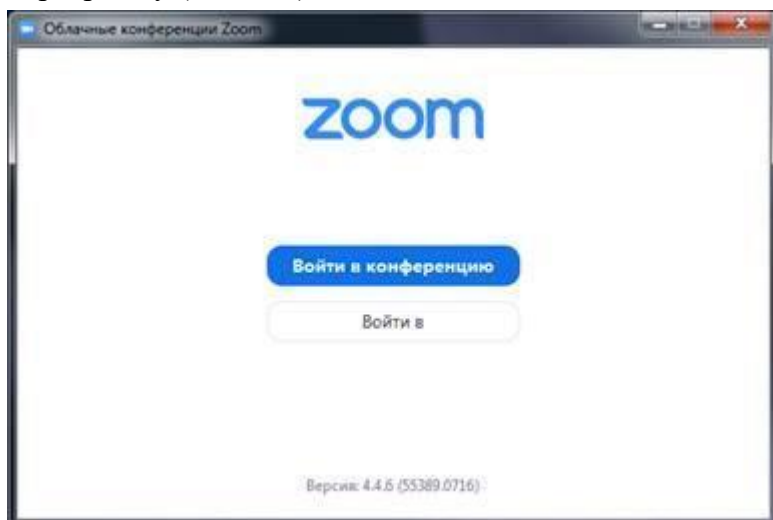 Облачные конференции Zoom
zoom
Войти в конференцию
Войти в
Версия: 4.4.6 (55389.0716)